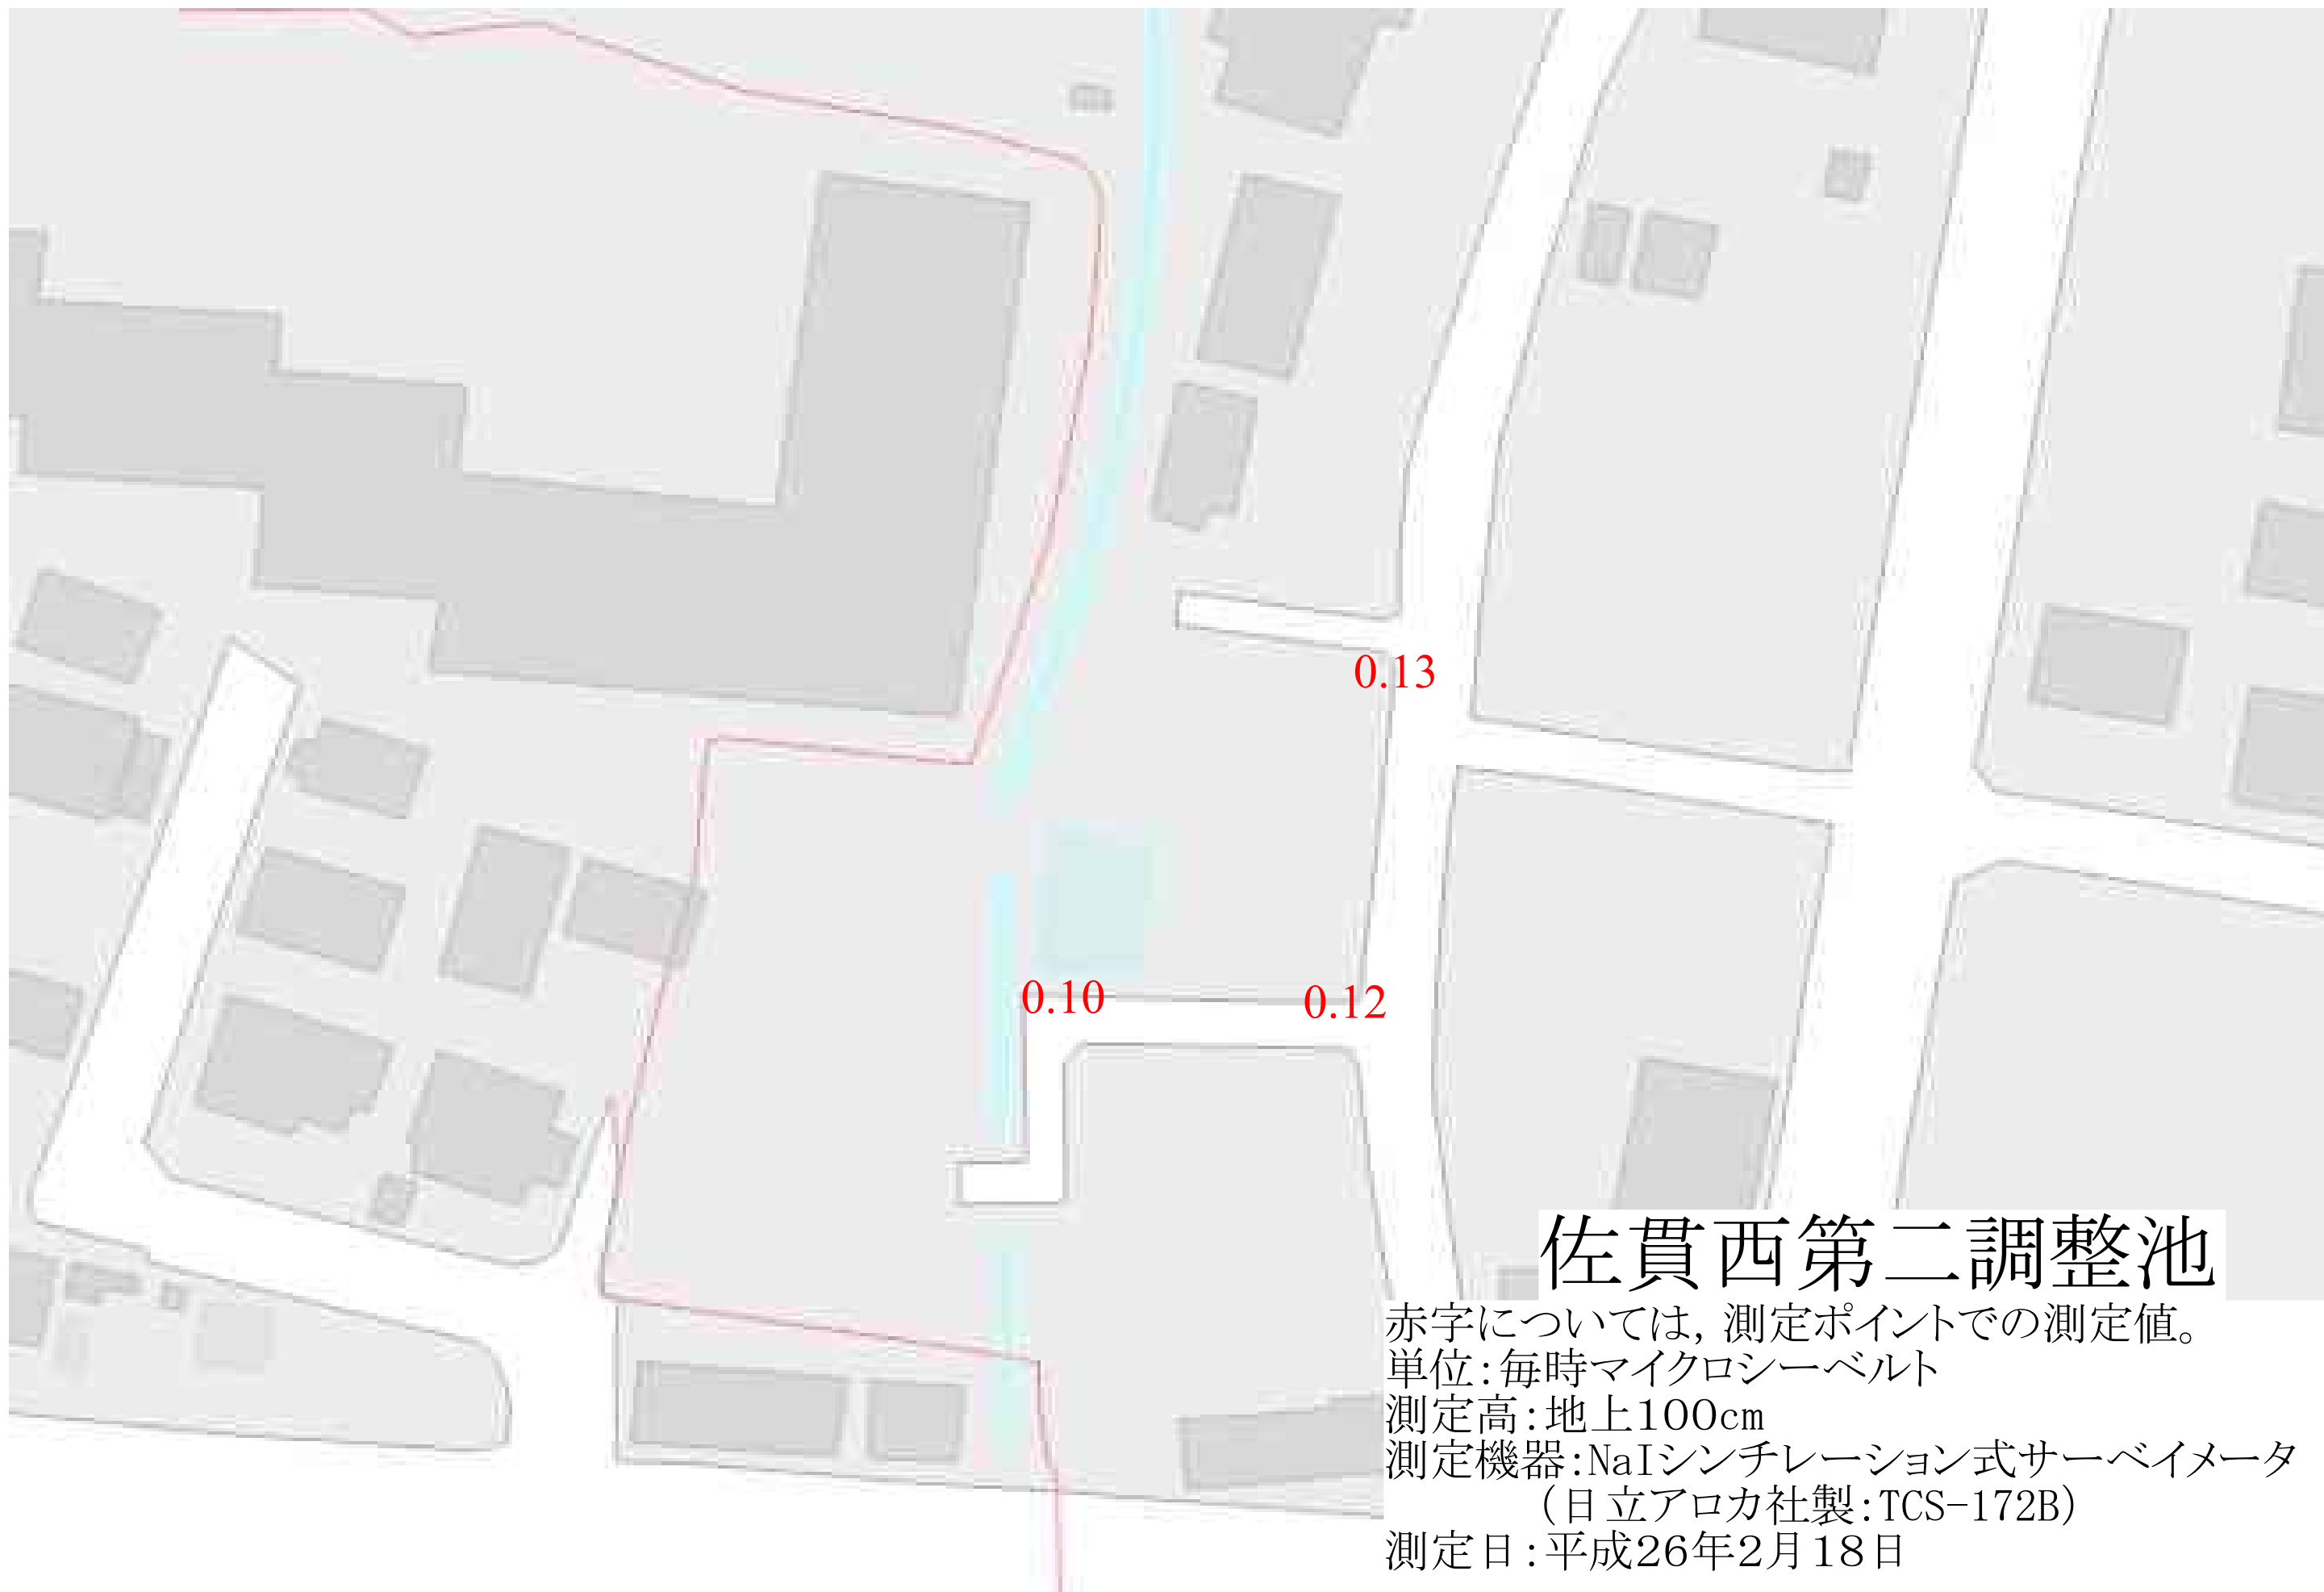 0.13
0.10
0.12
佐貫西第二調整池
赤字については，測定ポイントでの測定値。
単位：毎時マイクロシーベルト
測定高：地上100cm
測定機器：NaIシンチレーション式サーベイメータ
（日立アロカ社製：TCS-172B）
測定日：平成26年2月18日